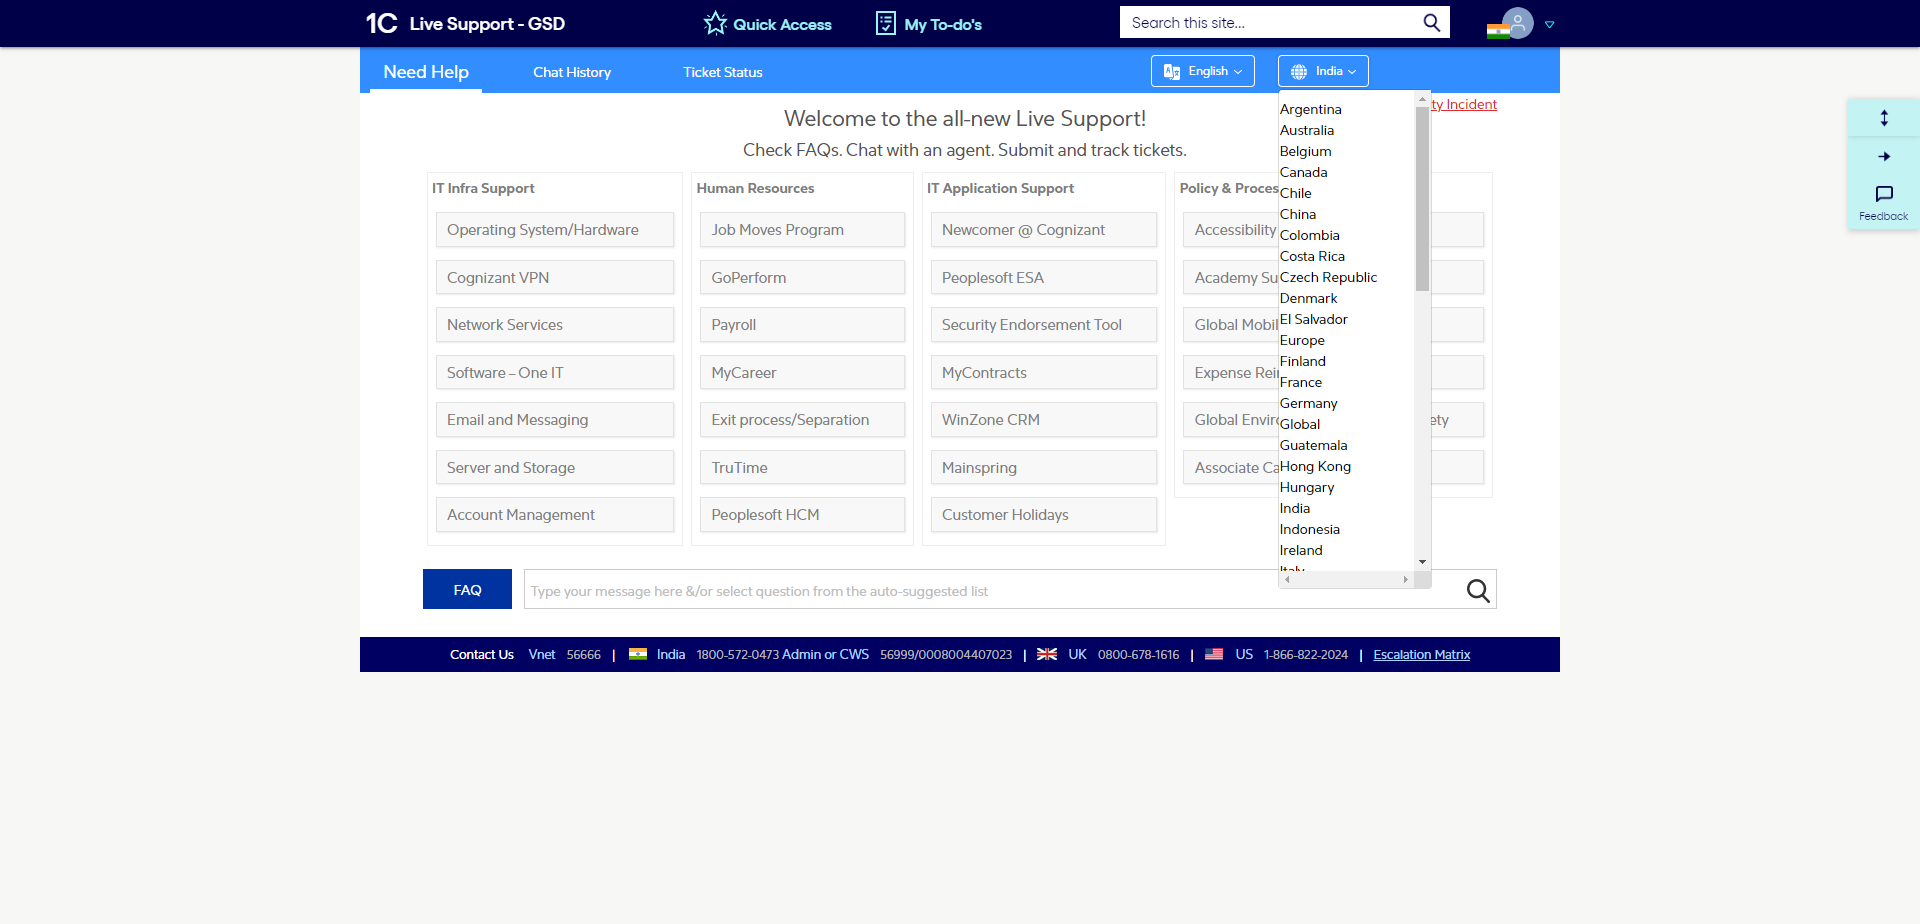 1C Live Support - GSD
Quick Access
My To-do's
Search this site...
Need Help
Chat History
Ticket Status
English
India
ty Incident
Welcome to the all-new Live Support!
Check FAQs. Chat with an agent. Submit and track tickets.
IT Infra Support
Operating System/Hardware
Cognizant VPN
Network Services
Software – One IT
Email and Messaging
Server and Storage
Account Management
Human Resources
Job Moves Program
GoPerform
Payroll
MyCareer
Exit process/Separation
TruTime
Peoplesoft HCM
IT Application Support
Newcomer @ Cognizant
Peoplesoft ESA
Security Endorsement Tool
MyContracts
WinZone CRM
Mainspring
Customer Holidays
Policy & Proces
Accessibility
Academy Su
Global Mobil
Expense Rei
Global Enviro
ety
Associate Ca
Argentina
Australia
Belgium
Canada
Chile
China
Colombia
Costa Rica
Czech Republic
Denmark
El Salvador
Europe
Finland
France
Germany
Global
Guatemala
Hong Kong
Hungary
India
Indonesia
Ireland
Italy
Feedback
FAQ
Type your message here &/or select question from the auto-suggested list
Contact Us Vnet 56666 | India 1800-572-0473 Admin or CWS 56999/0008004407023 | UK 0800-678-1616 | US 1-866-822-2024 | Escalation Matrix